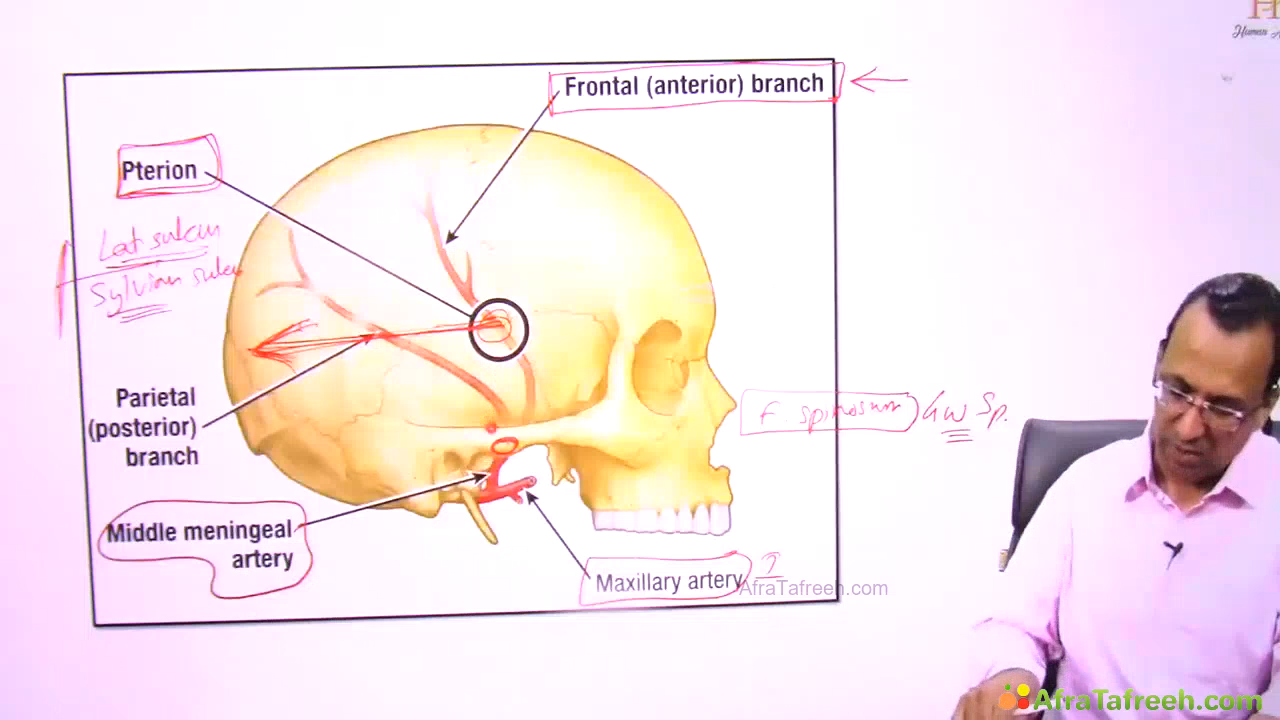 Human
Frontal (anterior) branch
Pterion
Lat sulcus
Sylvian sulcus
Parietal
(posterior)
branch
F. spinosum G.w Sp.
Middle meningeal
artery
Maxillary artery
AfraTafreeh.com
AfraTafreeh.com